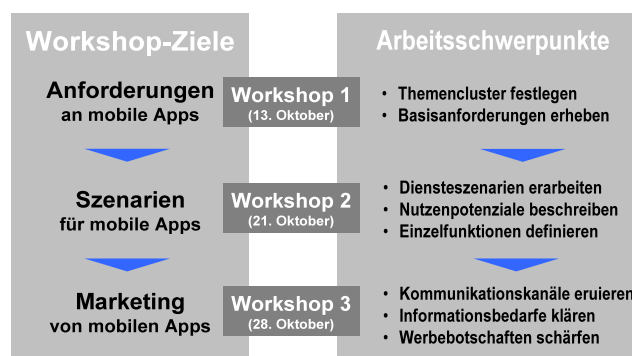 Workshop-Ziele
Arbeitsschwerpunkte
Anforderungen
an mobile Apps
Workshop 1
(13. Oktober)
• Themencluster festlegen
• Basisanforderungen erheben
Szenarien
für mobile Apps
Workshop 2
(21. Oktober)
• Diensteszenarien erarbeiten
• Nutzenpotenziale beschreiben
• Einzelfunktionen definieren
Marketing
von mobilen Apps
Workshop 3
(28. Oktober)
• Kommunikationskanäle eruieren
• Informationsbedarfe klären
• Werbebotschaften schärfen